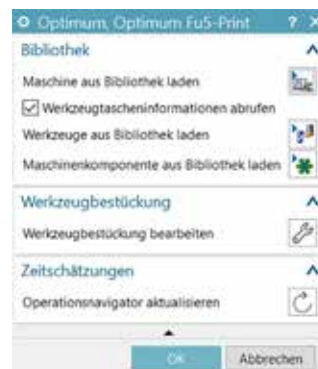 Optimum, Optimum Fu5-Print ? X
Bibliothek
Maschine aus Bibliothek laden
Werkzeugtascheninformationen abrufen
Werkzeuge aus Bibliothek laden
Maschinenkomponente aus Bibliothek laden
Werkzeugbestückung
Werkzeugbestückung bearbeiten
Zeitschätzungen
Operationsnavigator aktualisieren
OK Abbrechen